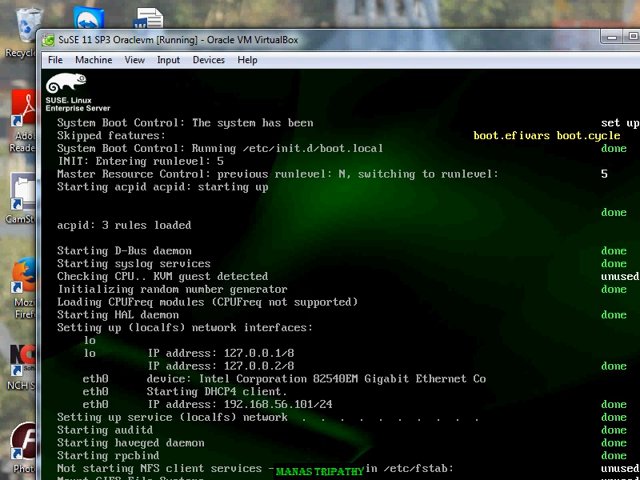 SuSE 11 SP3 Oraclevm [Running] - Oracle VM VirtualBox
File Machine View Input Devices Help
SUSE. Linux
Enterprise Server
System Boot Control: The system has been set up
Skipped features: boot.efivars boot.cycle
System Boot Control: Running /etc/init.d/boot.local done
INIT: Entering runlevel: 5
Master Resource Control: previous runlevel: N, switching to runlevel: 5
Starting acpid acpid: starting up
done
acpid: 3 rules loaded
Starting D-Bus daemon done
Starting syslog services done
Checking CPU.. KVM guest detected unused
Initializing random number generator done
Loading CPUFreq modules (CPUFreq not supported)
Starting HAL daemon done
Setting up (localfs) network interfaces:
lo
lo IP address: 127.0.0.1/8
IP address: 127.0.0.2/8 done
eth0 device: Intel Corporation 82540EM Gigabit Ethernet Co
eth0 Starting DHCP4 client.
eth0 IP address: 192.168.56.101/24 done
Setting up service (localfs) network . . . . . . . . . . done
Starting auditd done
Starting haveged daemon done
Starting rpcbind done
Not starting NFS client services - in /etc/fstab: unused
MANAS TRIPATHY
Recyc
Ado
Reade
CamSt
Mozi
Firef
NCH S
Phot